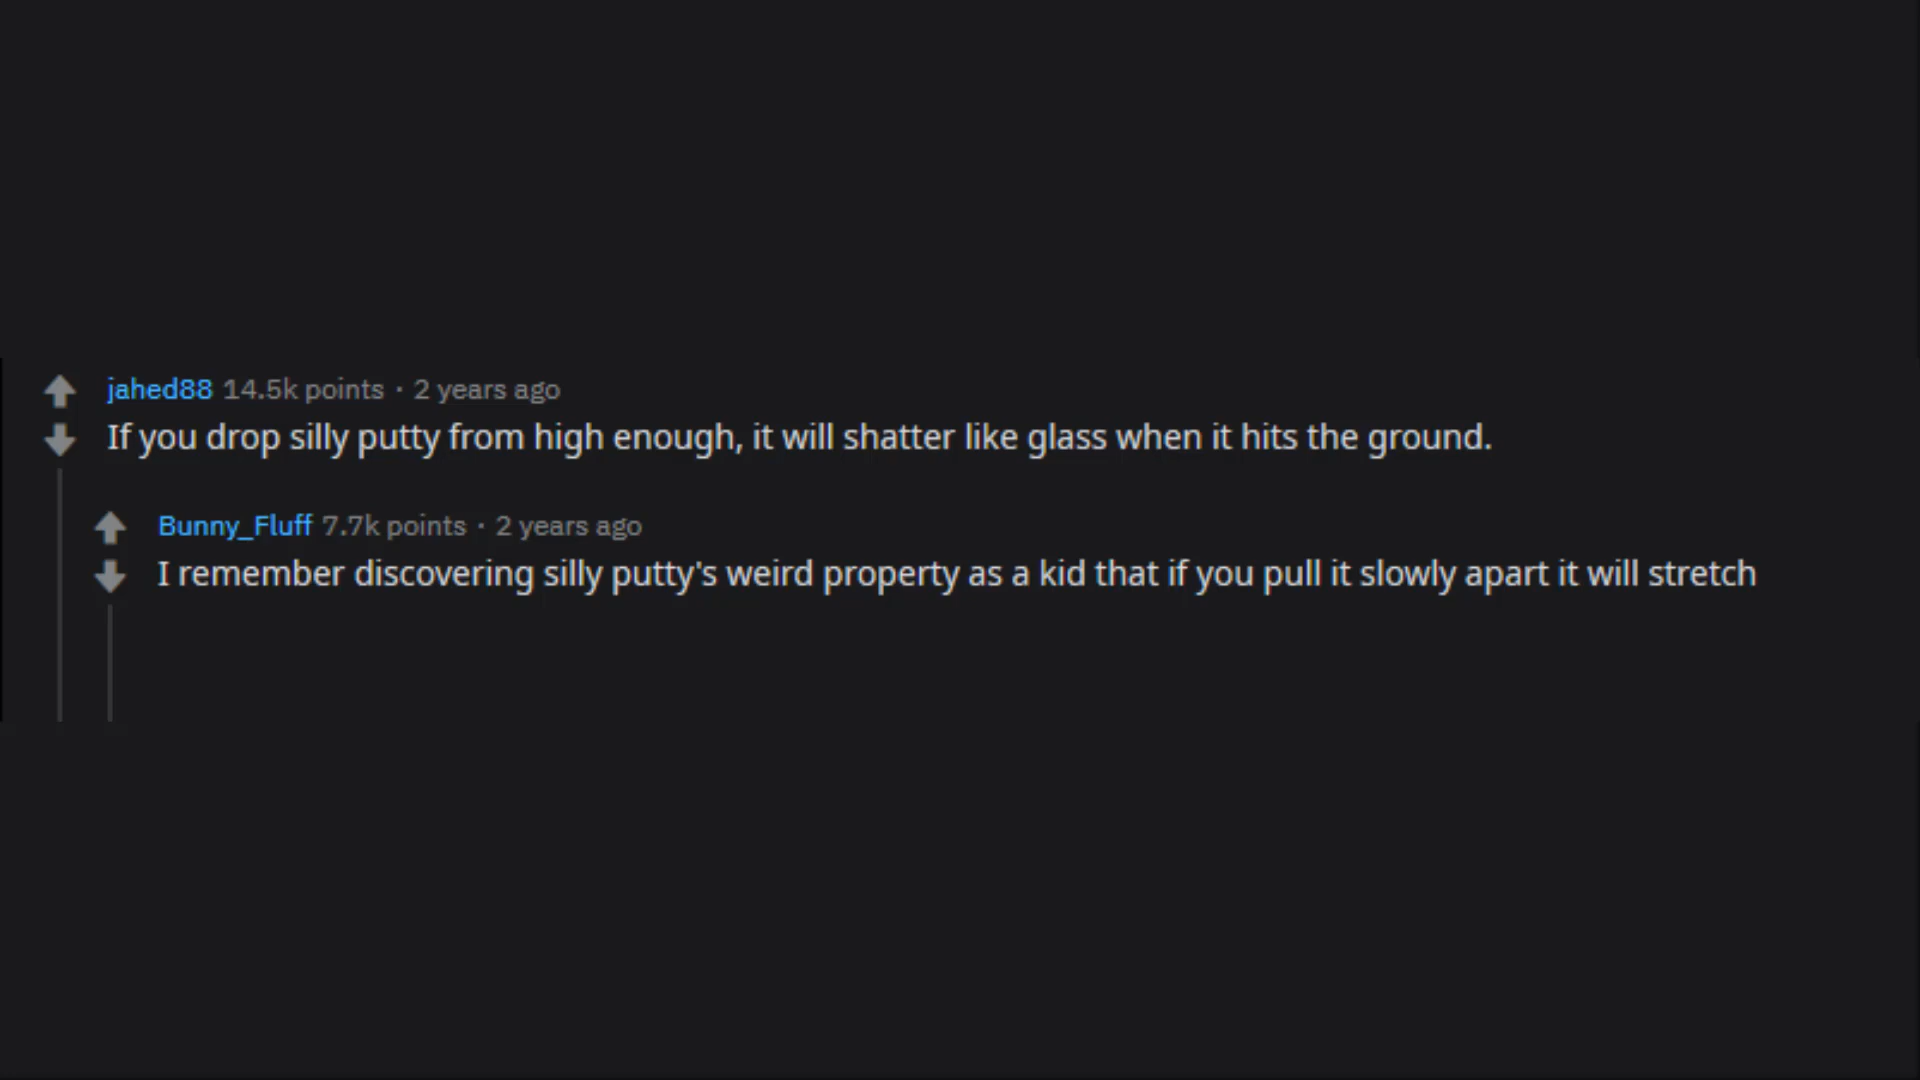 jahed88 14.5k points · 2 years ago
If you drop silly putty from high enough, it will shatter like glass when it hits the ground.
Bunny_Fluff 7.7k points · 2 years ago
I remember discovering silly putty's weird property as a kid that if you pull it slowly apart it will stretch